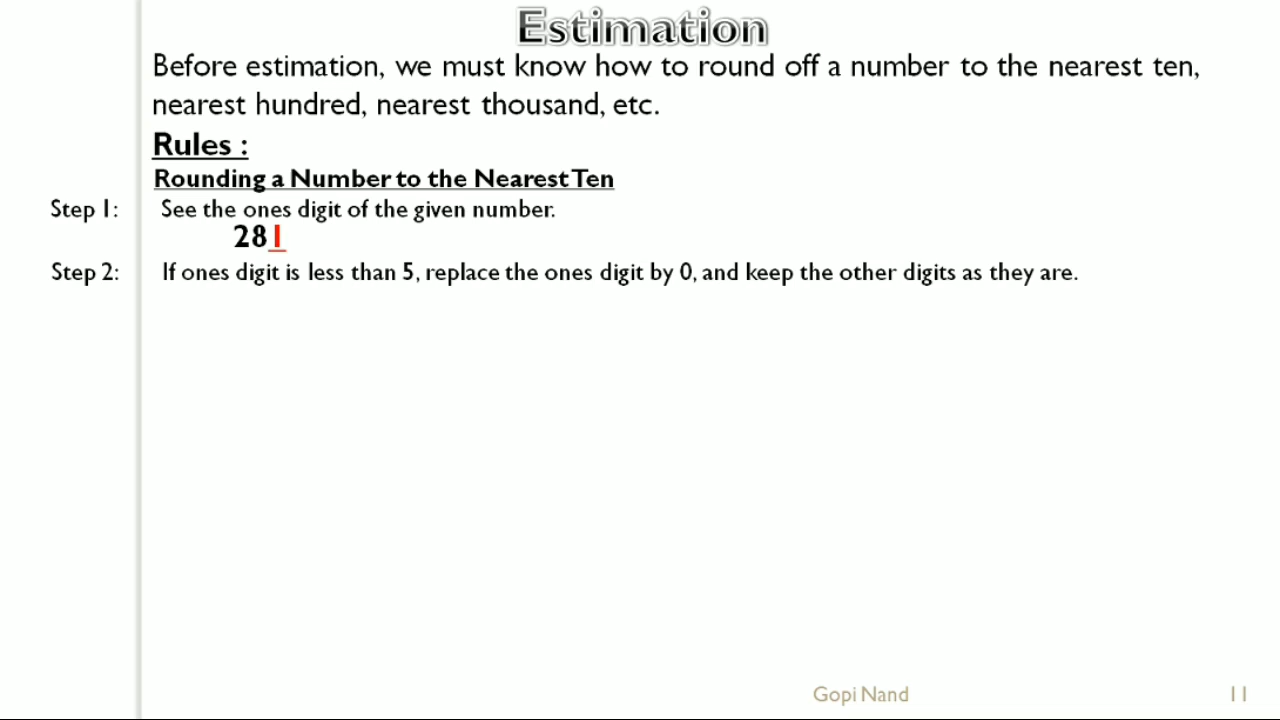 Estimation
Before estimation, we must know how to round off a number to the nearest ten,
nearest hundred, nearest thousand, etc.
Rules :
Rounding a Number to the Nearest Ten
Step 1: See the ones digit of the given number.
281
Step 2: If ones digit is less than 5, replace the ones digit by 0, and keep the other digits as they are.
Gopi Nand 11